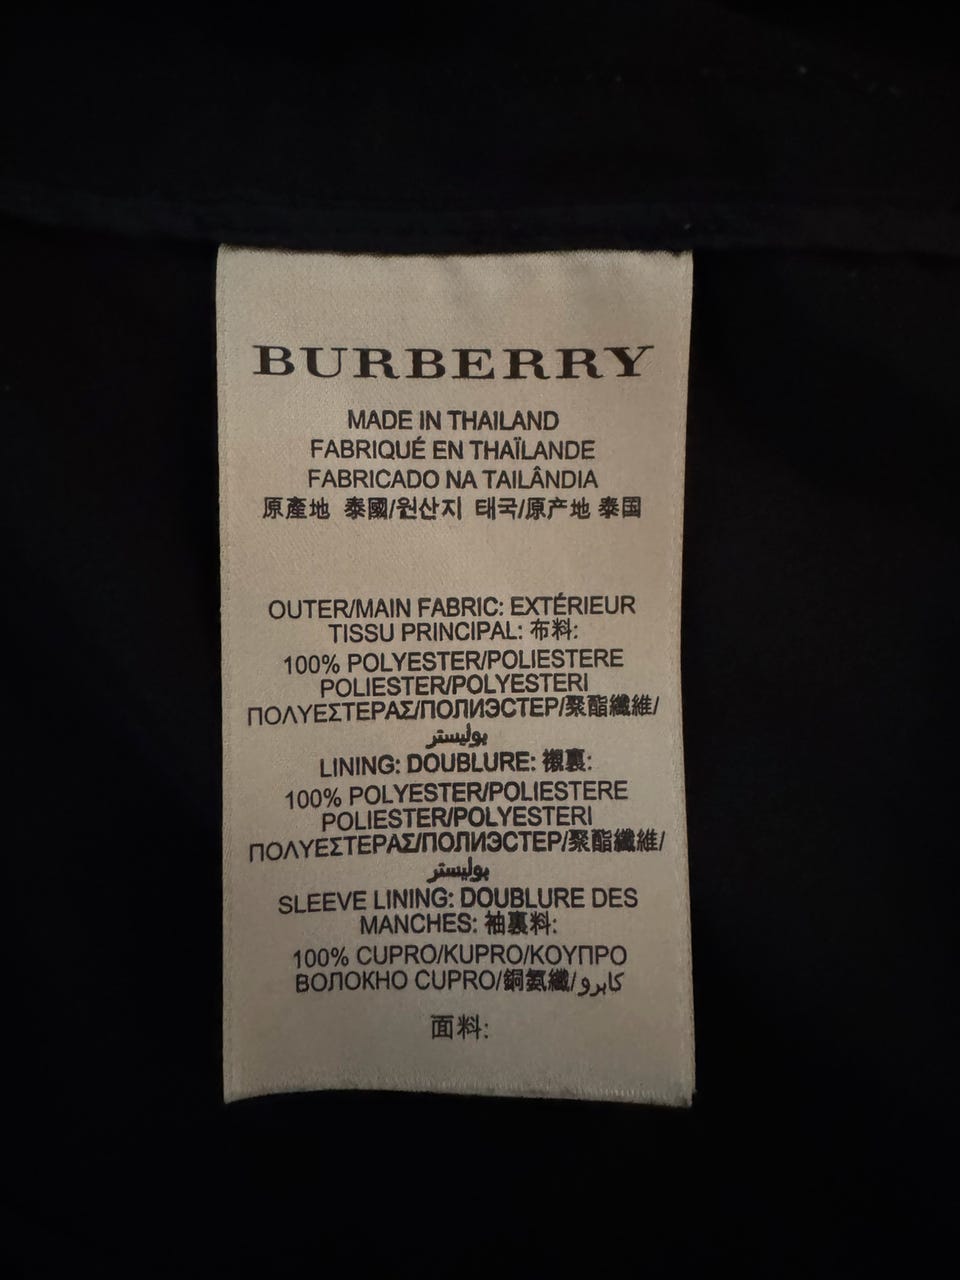 BURBERRY
MADE IN THAILAND
FABRIQUÉ EN THAÏLANDE
FABRICADO NA TAILÂNDIA
原產地 泰國/원산지 태국/原产地 泰国
OUTER/MAIN FABRIC: EXTÉRIEUR
TISSU PRINCIPAL: 布料:
100% POLYESTER/POLIESTERE
POLIESTER/POLYESTERI
ΠΟΛΥΕΣΤΕΡΑΣ/ПОЛИЭСТЕР/聚酯纖維/
بوليستر
LINING: DOUBLURE: 襯裏:
100% POLYESTER/POLIESTERE
POLIESTER/POLYESTERI
ΠΟΛΥΕΣΤΕΡΑΣ/ПОЛИЭСТЕР/聚酯纖維/
بوليستر
SLEEVE LINING: DOUBLURE DES
MANCHES: 袖裏料:
100% CUPRO/KUPRO/ΚΟΥΠΡΟ
ВОЛОКНО CUPRO/銅氨纖/كابرو
面料: